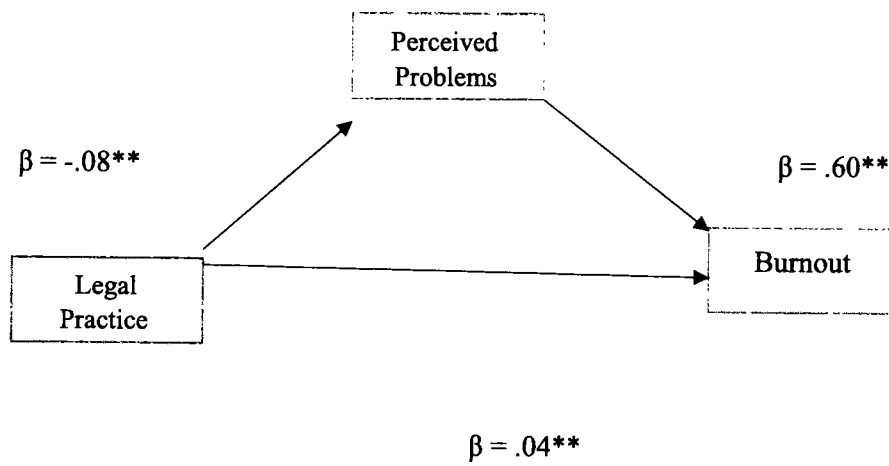 Perceived
Problems
β = -.08**
β = .60**
Burnout
Legal
Practice
β = .04**